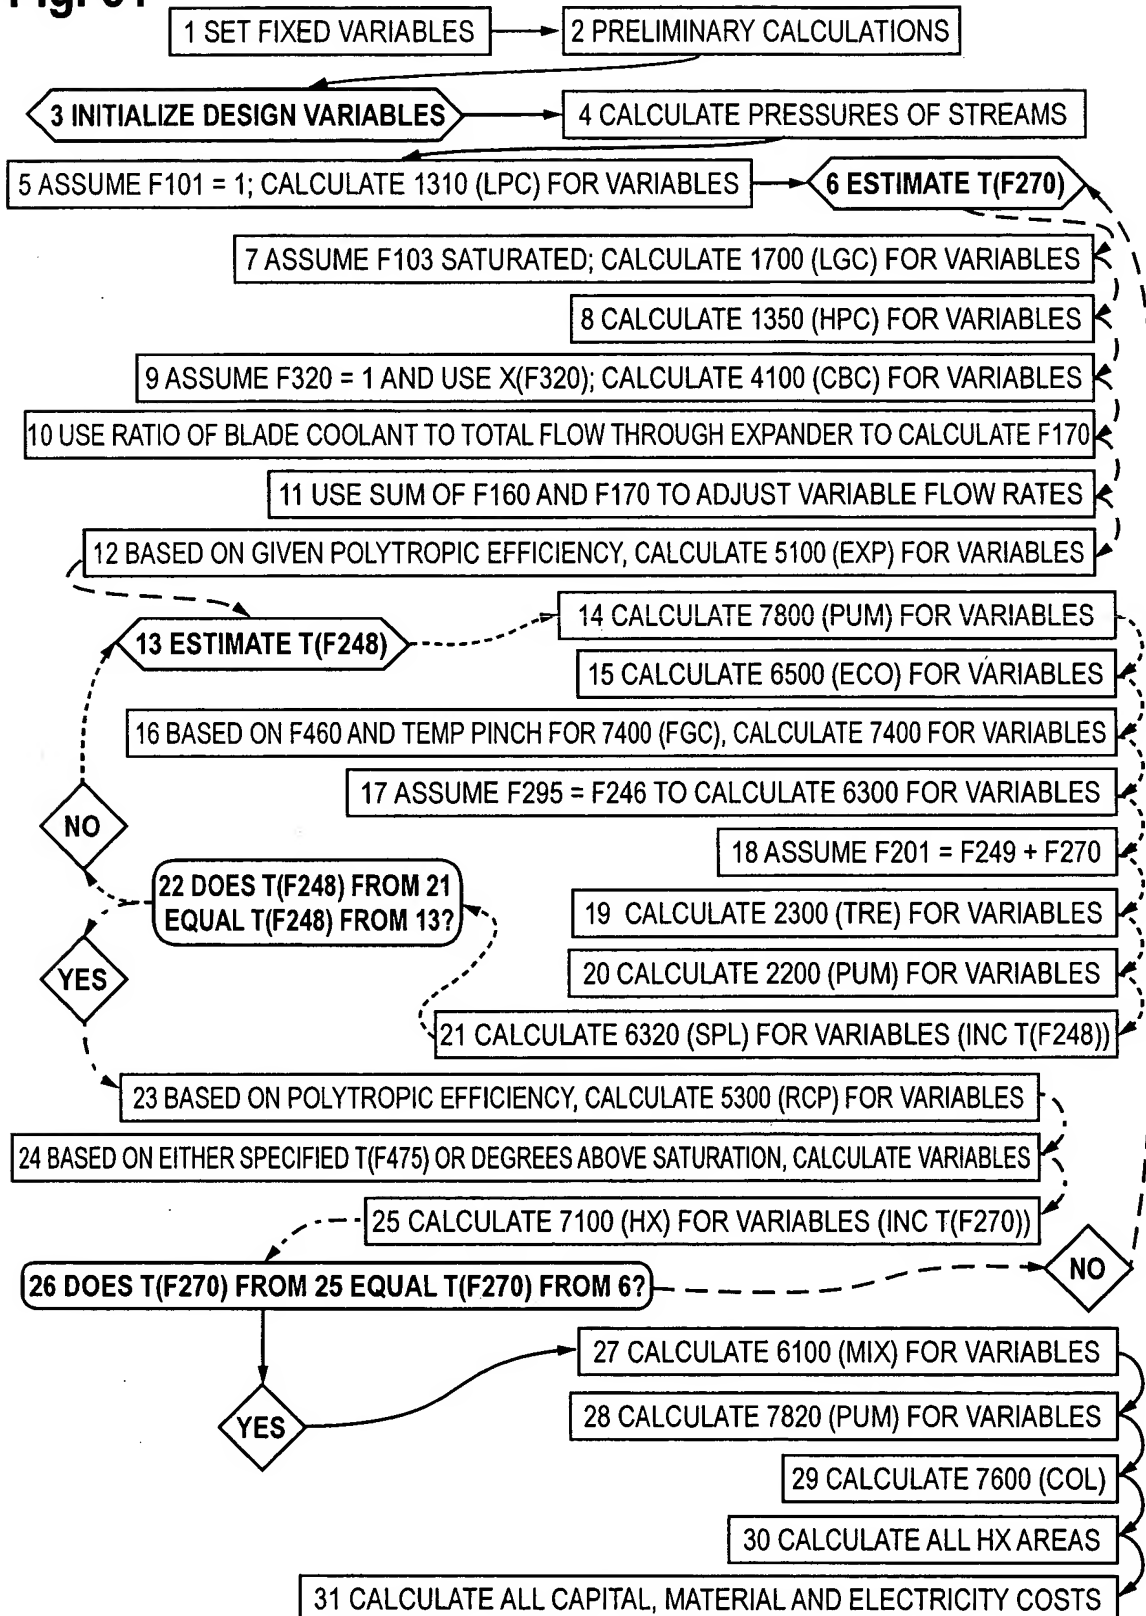 1 SET FIXED VARIABLES
2 PRELIMINARY CALCULATIONS
3 INITIALIZE DESIGN VARIABLES
4 CALCULATE PRESSURES OF STREAMS
5 ASSUME F101 = 1; CALCULATE 1310 (LPC) FOR VARIABLES
6 ESTIMATE T(F270)
7 ASSUME F103 SATURATED; CALCULATE 1700 (LGC) FOR VARIABLES
8 CALCULATE 1350 (HPC) FOR VARIABLES
9 ASSUME F320 = 1 AND USE X(F320); CALCULATE 4100 (CBC) FOR VARIABLES
10 USE RATIO OF BLADE COOLANT TO TOTAL FLOW THROUGH EXPANDER TO CALCULATE F170
11 USE SUM OF F160 AND F170 TO ADJUST VARIABLE FLOW RATES
12 BASED ON GIVEN POLYTROPIC EFFICIENCY, CALCULATE 5100 (EXP) FOR VARIABLES
13 ESTIMATE T(F248)
14 CALCULATE 7800 (PUM) FOR VARIABLES
15 CALCULATE 6500 (ECO) FOR VARIABLES
16 BASED ON F460 AND TEMP PINCH FOR 7400 (FGC), CALCULATE 7400 FOR VARIABLES
17 ASSUME F295 = F246 TO CALCULATE 6300 FOR VARIABLES
NO
18 ASSUME F201 = F249 + F270
22 DOES T(F248) FROM 21
EQUAL T(F248) FROM 13?
19 CALCULATE 2300 (TRE) FOR VARIABLES
YES
20 CALCULATE 2200 (PUM) FOR VARIABLES
21 CALCULATE 6320 (SPL) FOR VARIABLES (INC T(F248))
23 BASED ON POLYTROPIC EFFICIENCY, CALCULATE 5300 (RCP) FOR VARIABLES
24 BASED ON EITHER SPECIFIED T(F475) OR DEGREES ABOVE SATURATION, CALCULATE VARIABLES
25 CALCULATE 7100 (HX) FOR VARIABLES (INC T(F270))
26 DOES T(F270) FROM 25 EQUAL T(F270) FROM 6?
NO
27 CALCULATE 6100 (MIX) FOR VARIABLES
YES
28 CALCULATE 7820 (PUM) FOR VARIABLES
29 CALCULATE 7600 (COL)
30 CALCULATE ALL HX AREAS
31 CALCULATE ALL CAPITAL, MATERIAL AND ELECTRICITY COSTS